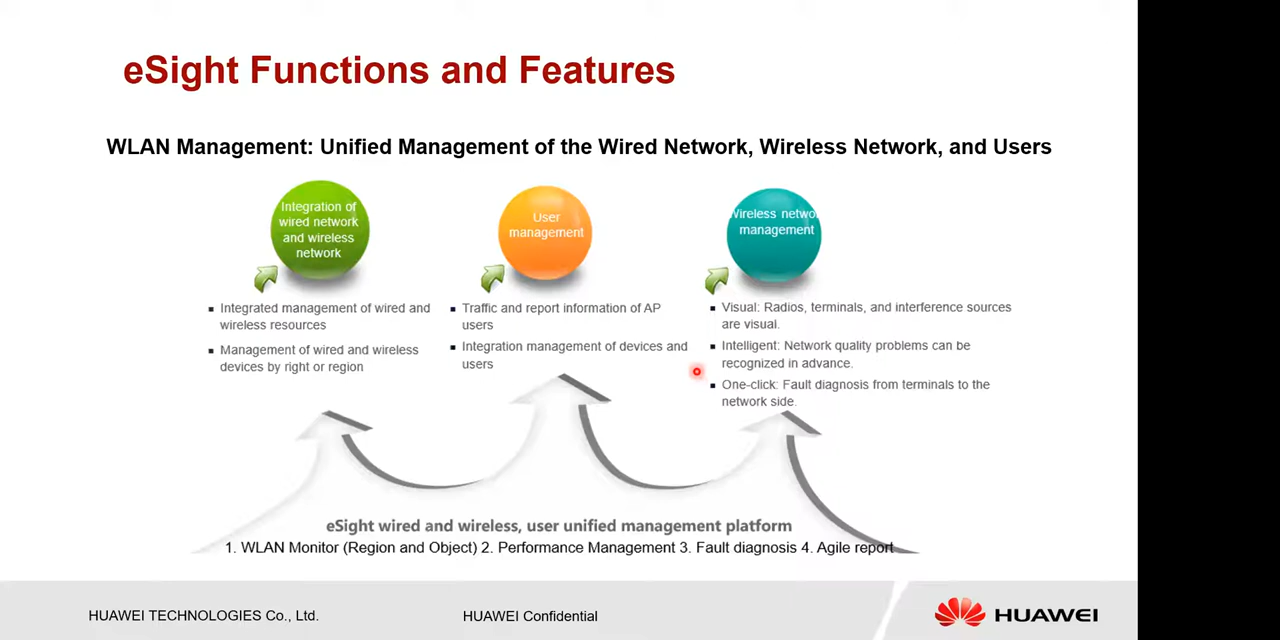 eSight Functions and Features
WLAN Management: Unified Management of the Wired Network, Wireless Network, and Users
Integration of
wired network
and wireless
network
User
management
Wireless networ
management
Integrated management of wired and
wireless resources
Management of wired and wireless
devices by right or region
Traffic and report information of AP
users
Integration management of devices and
users
Visual: Radios, terminals, and interference sources
are visual.
Intelligent: Network quality problems can be
recognized in advance.
One-click: Fault diagnosis from terminals to the
network side.
eSight wired and wireless, user unified management platform
1. WLAN Monitor (Region and Object) 2. Performance Management 3. Fault diagnosis 4. Agile report
HUAWEI TECHNOLOGIES Co., Ltd.
HUAWEI Confidential
HUAWEI